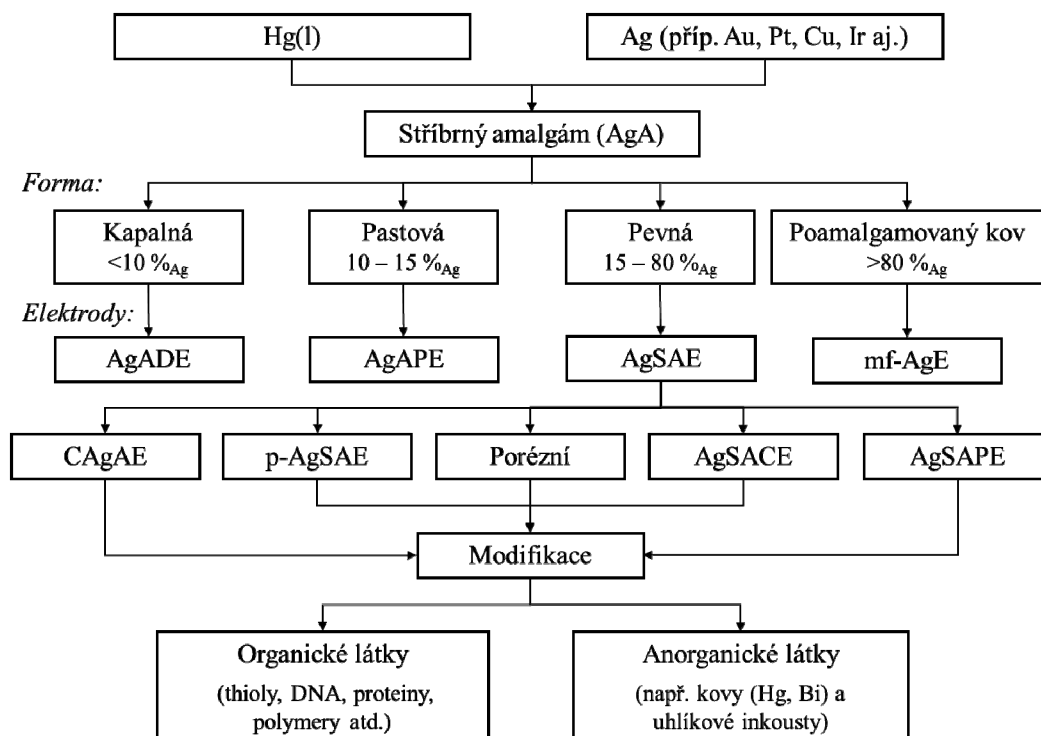 Hg(l)
Ag (příp. Au, Pt, Cu, Ir aj.)
Stříbrný amalgám (AgA)
Forma:
Kapalná
<10 %Ag
Pastová
10 – 15 %Ag
Pevná
15 – 80 %Ag
Poamalgamovaný kov
>80 %Ag
Elektrody:
AgADE
AgAPE
AgSAE
mf-AgE
CAgAE
p-AgSAE
Porézní
AgSACE
AgSAPE
Modifikace
Organické látky
(thioly, DNA, proteiny,
polymery atd.)
Anorganické látky
(např. kovy (Hg, Bi) a
uhlíkové inkousty)